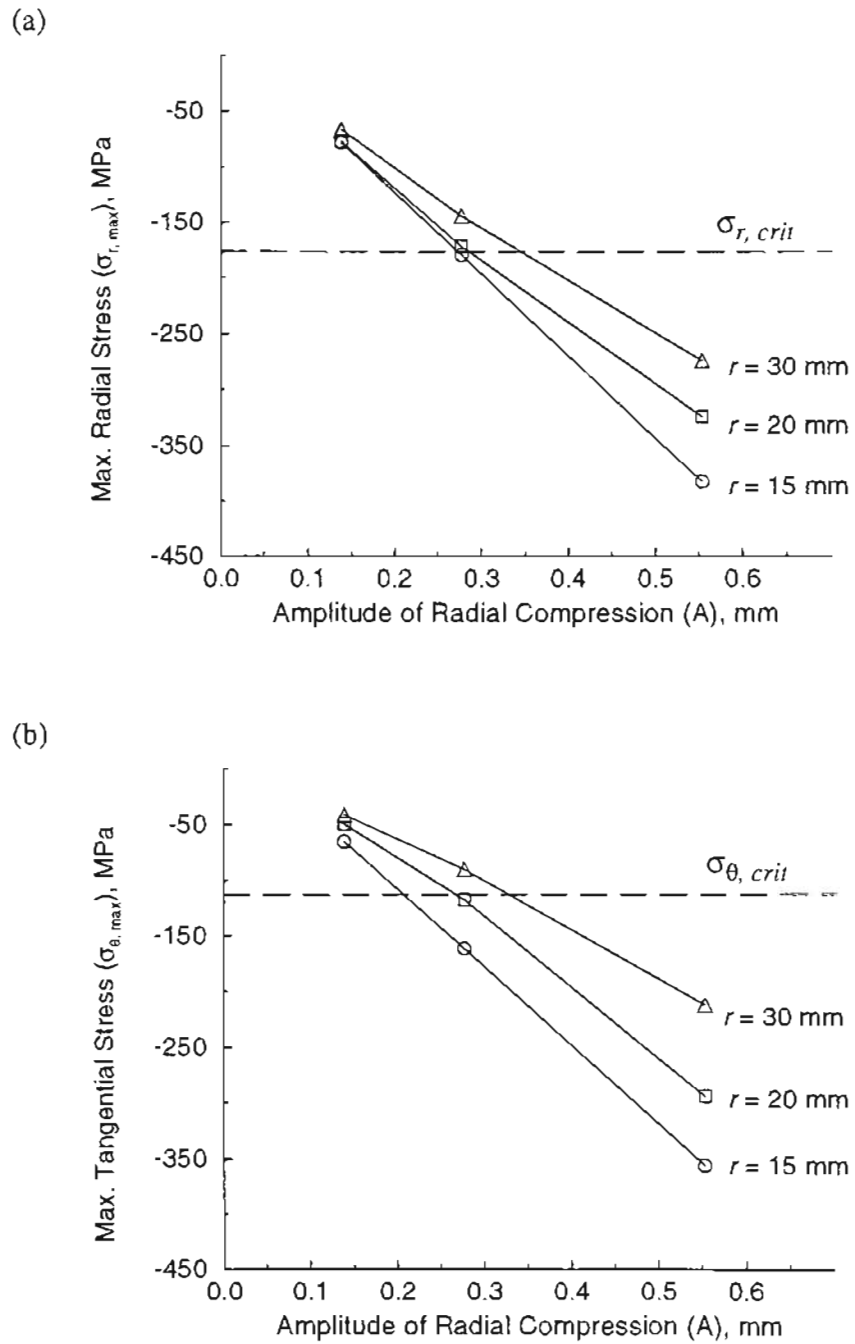 (a)
Max. Radial Stress (σr, max), MPa
-50
-150
-250
-350
-450
σr, crit
r = 30 mm
r = 20 mm
r = 15 mm
0.0 0.1 0.2 0.3 0.4 0.5 0.6
Amplitude of Radial Compression (A), mm
(b)
Max. Tangential Stress (σθ, max), MPa
-50
-150
-250
-350
-450
σθ, crit
r = 30 mm
r = 20 mm
r = 15 mm
0.0 0.1 0.2 0.3 0.4 0.5 0.6
Amplitude of Radial Compression (A), mm